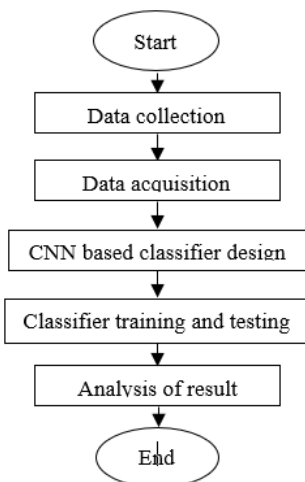 Start
Data collection
Data acquisition
CNN based classifier design
Classifier training and testing
Analysis of result
End